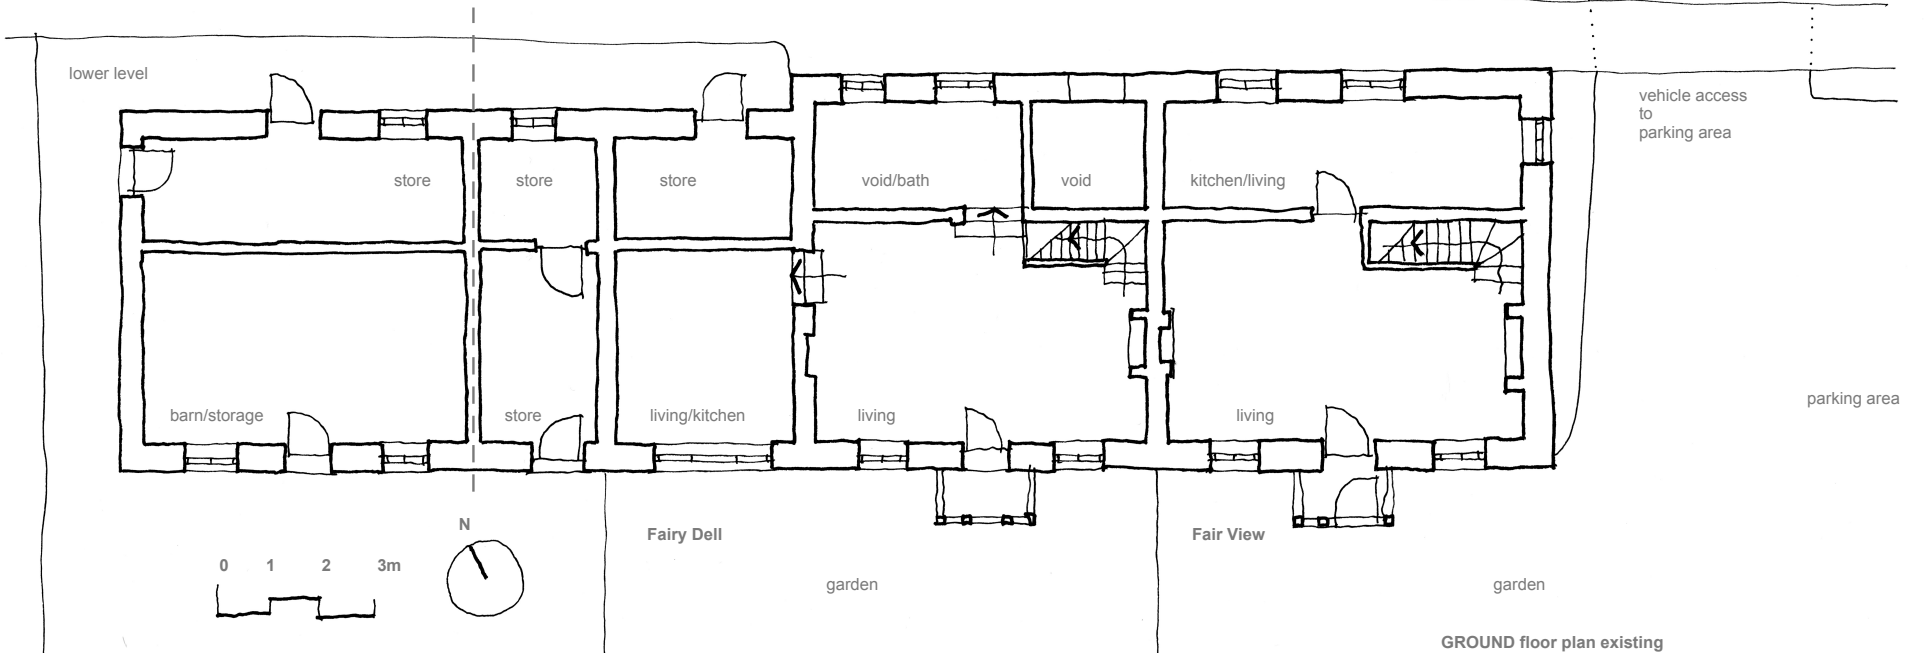 lower level
vehicle access
to
parking area
store
store
store
void/bath
void
kitchen/living
parking area
barn/storage
store
living/kitchen
living
living
N
Fairy Dell
Fair View
0 1 2 3m
garden
garden
GROUND floor plan existing